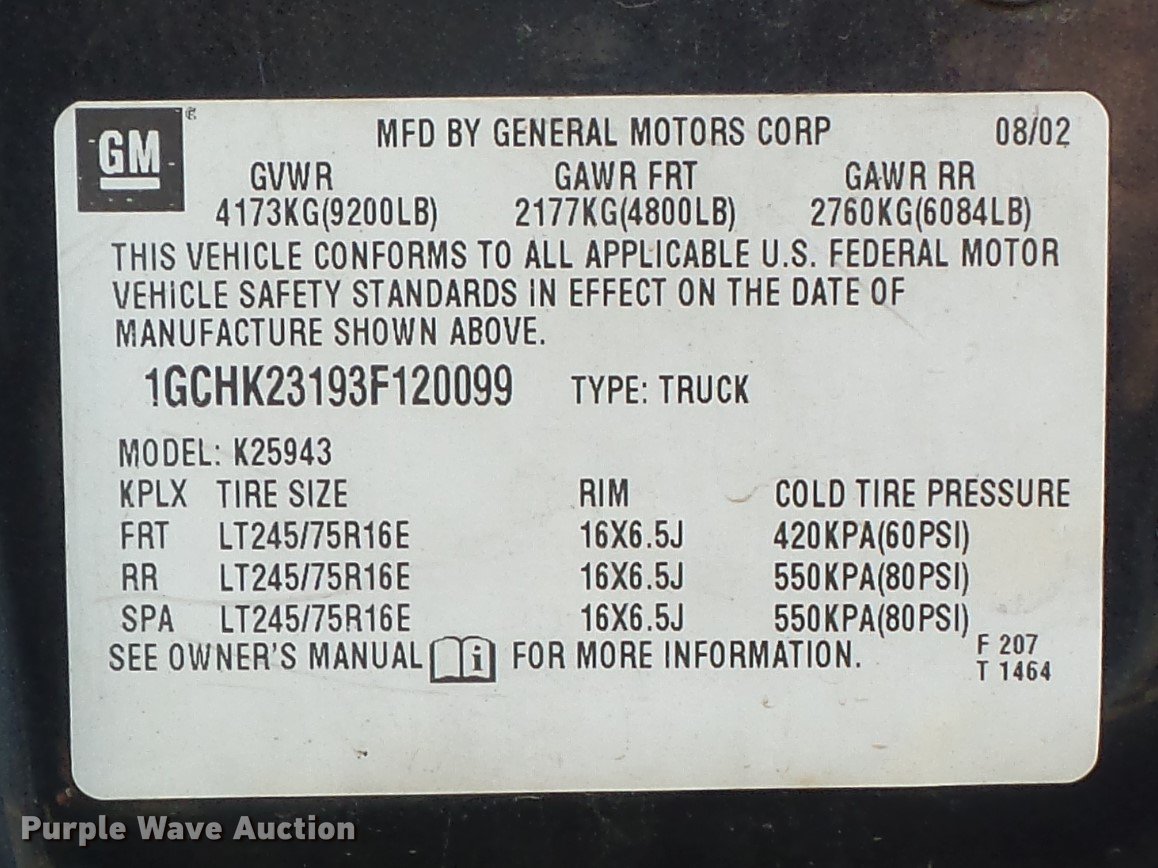 GM
MFD BY GENERAL MOTORS CORP 08/02
GVWR GAWR FRT GAWR RR
4173KG(9200LB) 2177KG(4800LB) 2760KG(6084LB)
THIS VEHICLE CONFORMS TO ALL APPLICABLE U.S. FEDERAL MOTOR
VEHICLE SAFETY STANDARDS IN EFFECT ON THE DATE OF
MANUFACTURE SHOWN ABOVE.
1GCHK23193F120099 TYPE: TRUCK
MODEL: K25943
KPLX TIRE SIZE RIM COLD TIRE PRESSURE
FRT LT245/75R16E 16X6.5J 420KPA(60PSI)
RR LT245/75R16E 16X6.5J 550KPA(80PSI)
SPA LT245/75R16E 16X6.5J 550KPA(80PSI)
SEE OWNER'S MANUAL i FOR MORE INFORMATION.
F 207
T 1464
Purple Wave Auction